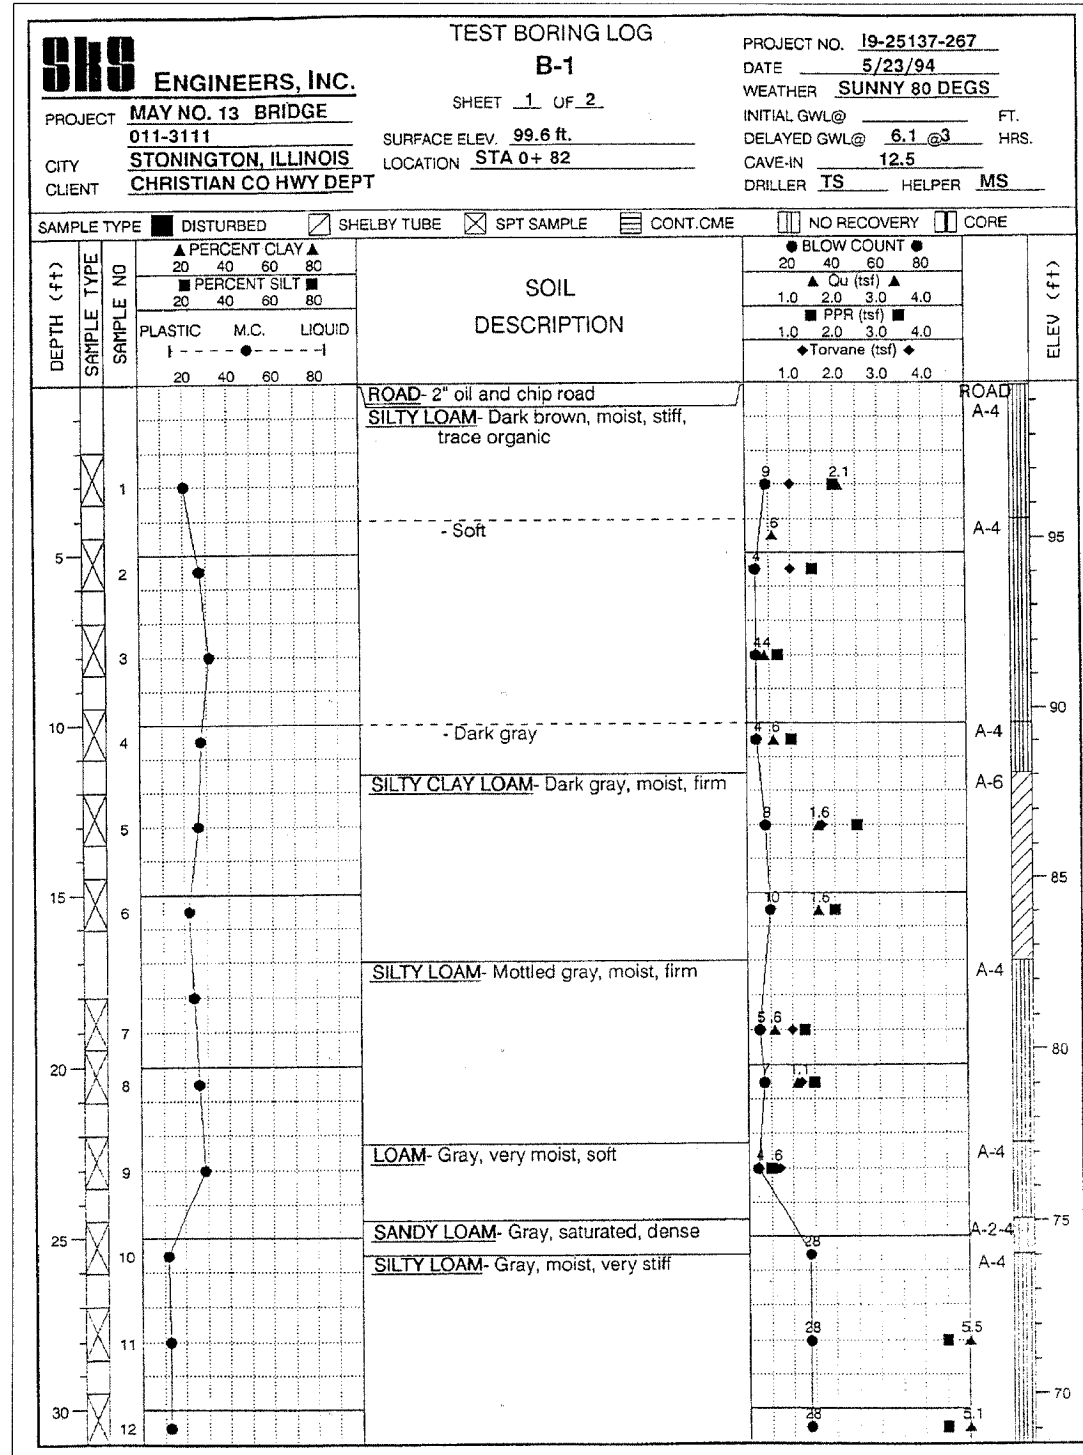 TEST BORING LOG
B-1
SHEET 1 OF 2
SKS ENGINEERS, INC.
PROJECT MAY NO. 13 BRIDGE
011-3111
CITY STONINGTON, ILLINOIS
CLIENT CHRISTIAN CO HWY DEPT
SURFACE ELEV. 99.6 ft.
LOCATION STA 0+ 82
PROJECT NO. I9-25137-267
DATE 5/23/94
WEATHER SUNNY 80 DEGS
INITIAL GWL@ FT.
DELAYED GWL@ 6.1 @3 HRS.
CAVE-IN 12.5
DRILLER TS HELPER MS
SAMPLE TYPE DISTURBED SHELBY TUBE SPT SAMPLE CONT.CME NO RECOVERY CORE
DEPTH (ft)
SAMPLE TYPE
SAMPLE NO
▲ PERCENT CLAY ▲
20 40 60 80
■ PERCENT SILT ■
20 40 60 80
PLASTIC M.C. LIQUID
20 40 60 80
SOIL
DESCRIPTION
● BLOW COUNT ●
20 40 60 80
▲ Qu (tsf) ▲
1.0 2.0 3.0 4.0
■ PPR (tsf) ■
1.0 2.0 3.0 4.0
◆ Torvane (tsf) ◆
1.0 2.0 3.0 4.0
ELEV (ft)
ROAD- 2" oil and chip road
ROAD
SILTY LOAM- Dark brown, moist, stiff,
trace organic
A-4
1
9 2.1
- Soft
.6
A-4
95
5
2
4
3
4 .4
90
10
- Dark gray
4
4 .6
A-4
SILTY CLAY LOAM- Dark gray, moist, firm
A-6
5
8 1.6
85
15
6
10 1.6
SILTY LOAM- Mottled gray, moist, firm
A-4
7
5 .6
80
20
8
7 1.1
LOAM- Gray, very moist, soft
A-4
9
4 .6
75
SANDY LOAM- Gray, saturated, dense
A-2-4
25
10
28
SILTY LOAM- Gray, moist, very stiff
A-4
11
28 5.5
70
30
12
28 5.1